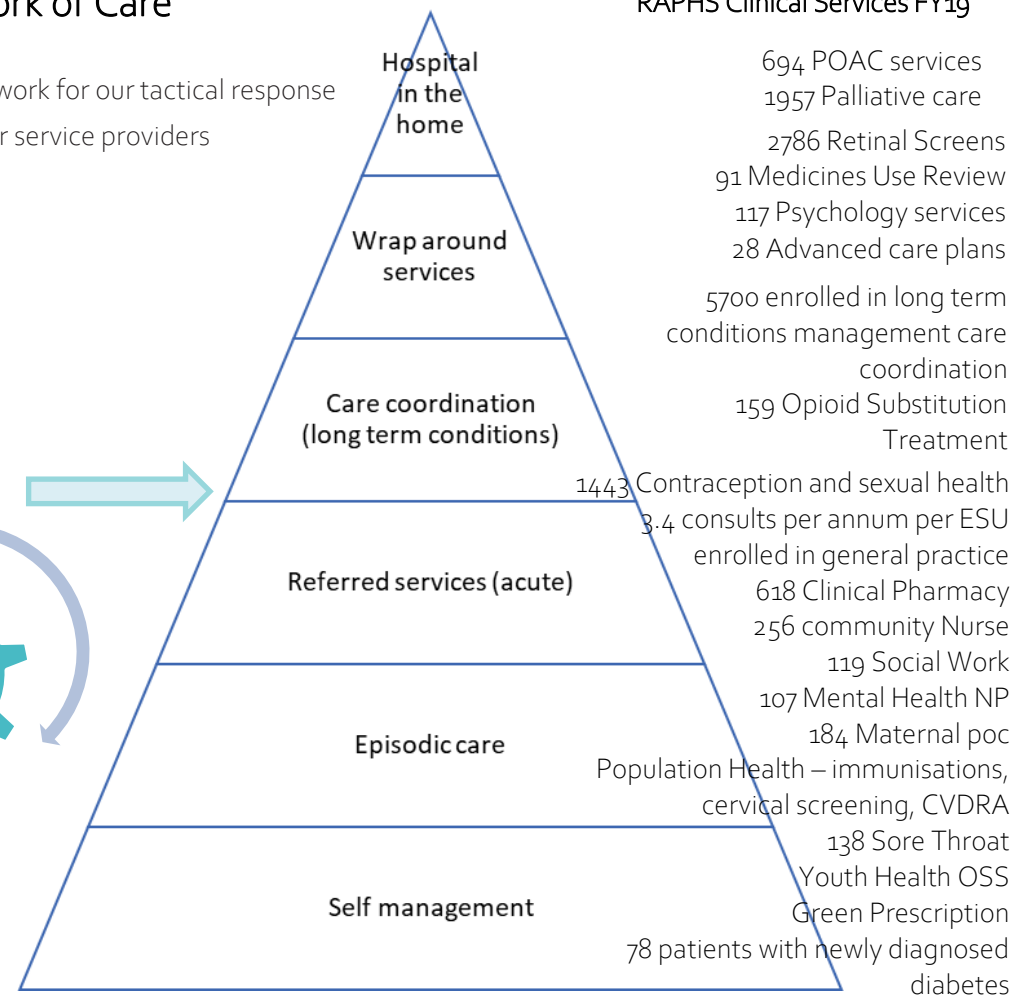 ork of Care
work for our tactical response
r service providers
Hospital
in the
home
Wrap around
services
Care coordination
(long term conditions)
Referred services (acute)
Episodic care
Self management
RAPHS Clinical Services FY19
694 POAC services
1957 Palliative care
2786 Retinal Screens
91 Medicines Use Review
117 Psychology services
28 Advanced care plans
5700 enrolled in long term
conditions management care
coordination
159 Opioid Substitution
Treatment
1443 Contraception and sexual health
3.4 consults per annum per ESU
enrolled in general practice
618 Clinical Pharmacy
256 community Nurse
119 Social Work
107 Mental Health NP
184 Maternal poc
Population Health – immunisations,
cervical screening, CVDRA
138 Sore Throat
Youth Health OSS
Green Prescription
78 patients with newly diagnosed
diabetes